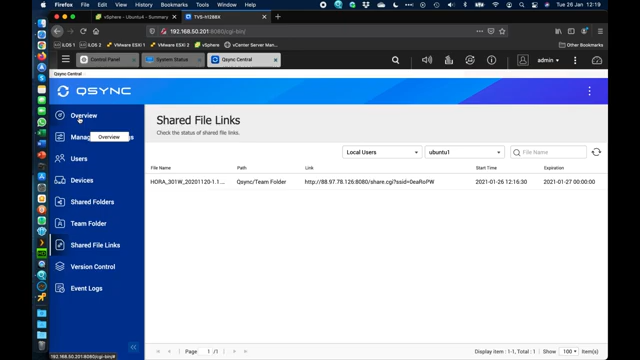 Firefox File Edit View History Bookmarks Tools Window Help Tue 26 Jan 12:19
vSphere - Ubuntu4 - Summary
TVS-H1288X
192.168.50.201:8080/cgi-bin/
ILO5 1 ILO5 2 VMware ESXi 2 VMware ESXi 1 vSphere vCenter Server Man... Other Bookmarks
Control Panel System Status Qsync Central admin
Qsync Central
QSYNC
Overview
Overview
Users
Devices
Shared Folders
Team Folder
Shared File Links
Version Control
Event Logs
Shared File Links
Check the status of shared file links.
Local Users ubuntu1 File Name
File Name Path Link Start Time Expiration
HORA_301W_20201120-1.1.... Qsync/Team Folder http://88.97.78.126:8080/share.cgi?ssid=0eaRoPW 2021-01-26 12:16:30 2021-01-27 00:00:00
Page 1 /1 Display item : 1-1, Total : 1 Show 100 Item(s)
192.168.50.201:8080/cgi-bin/#